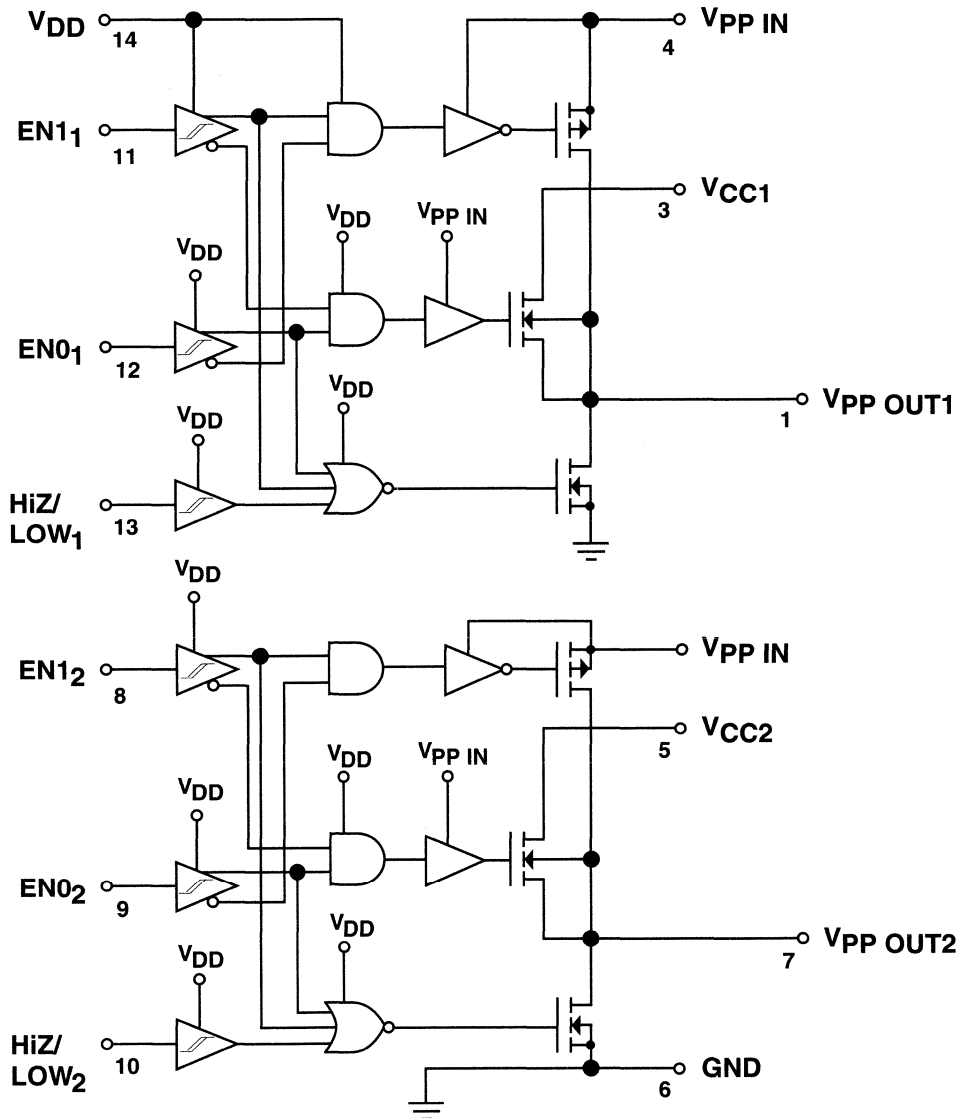 VDD
14
VPP IN
4
EN11
11
VCC1
3
VDD
VPP IN
VDD
EN01
12
VDD
VPP OUT1
1
VDD
HiZ/
LOW1
13
VDD
EN12
8
VPP IN
VCC2
5
VDD
VPP IN
VDD
EN02
9
VDD
VPP OUT2
7
VDD
HiZ/
LOW2
10
GND
6